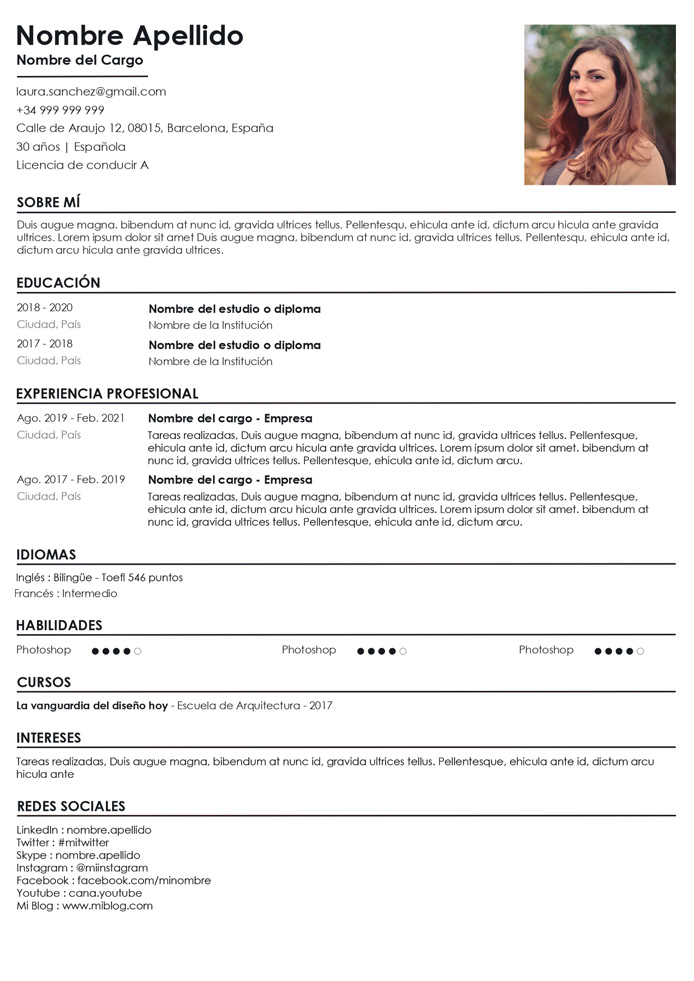 Nombre Apellido
Nombre del Cargo
laura.sanchez@gmail.com
+34 999 999 999
Calle de Araujo 12, 08015, Barcelona, España
30 años | Española
Licencia de conducir A
SOBRE MÍ
Duis augue magna, bibendum at nunc id, gravida ultrices tellus. Pellentesqu, ehicula ante id, dictum arcu hicula ante gravida
ultrices. Lorem ipsum dolor sit amet Duis augue magna, bibendum at nunc id, gravida ultrices tellus. Pellentesqu, ehicula ante id,
dictum arcu hicula ante gravida ultrices.
EDUCACIÓN
2018 - 2020 Nombre del estudio o diploma
Ciudad, País Nombre de la Institución
2017 - 2018 Nombre del estudio o diploma
Ciudad, País Nombre de la Institución
EXPERIENCIA PROFESIONAL
Ago. 2019 - Feb. 2021 Nombre del cargo - Empresa
Ciudad, País Tareas realizadas, Duis augue magna, bibendum at nunc id, gravida ultrices tellus. Pellentesque,
ehicula ante id, dictum arcu hicula ante gravida ultrices. Lorem ipsum dolor sit amet. bibendum at
nunc id, gravida ultrices tellus. Pellentesque, ehicula ante id, dictum arcu.
Ago. 2017 - Feb. 2019 Nombre del cargo - Empresa
Ciudad, País Tareas realizadas, Duis augue magna, bibendum at nunc id, gravida ultrices tellus. Pellentesque,
ehicula ante id, dictum arcu hicula ante gravida ultrices. Lorem ipsum dolor sit amet. bibendum at
nunc id, gravida ultrices tellus. Pellentesque, ehicula ante id, dictum arcu.
IDIOMAS
Inglés : Bilingüe - Toefl 546 puntos
Francés : Intermedio
HABILIDADES
Photoshop Photoshop Photoshop
CURSOS
La vanguardia del diseño hoy - Escuela de Arquitectura - 2017
INTERESES
Tareas realizadas, Duis augue magna, bibendum at nunc id, gravida ultrices tellus. Pellentesque, ehicula ante id, dictum arcu
hicula ante
REDES SOCIALES
LinkedIn : nombre.apellido
Twitter : #mitwitter
Skype : nombre.apellido
Instagram : @miinstagram
Facebook : facebook.com/minombre
Youtube : cana.youtube
Mi Blog : www.miblog.com